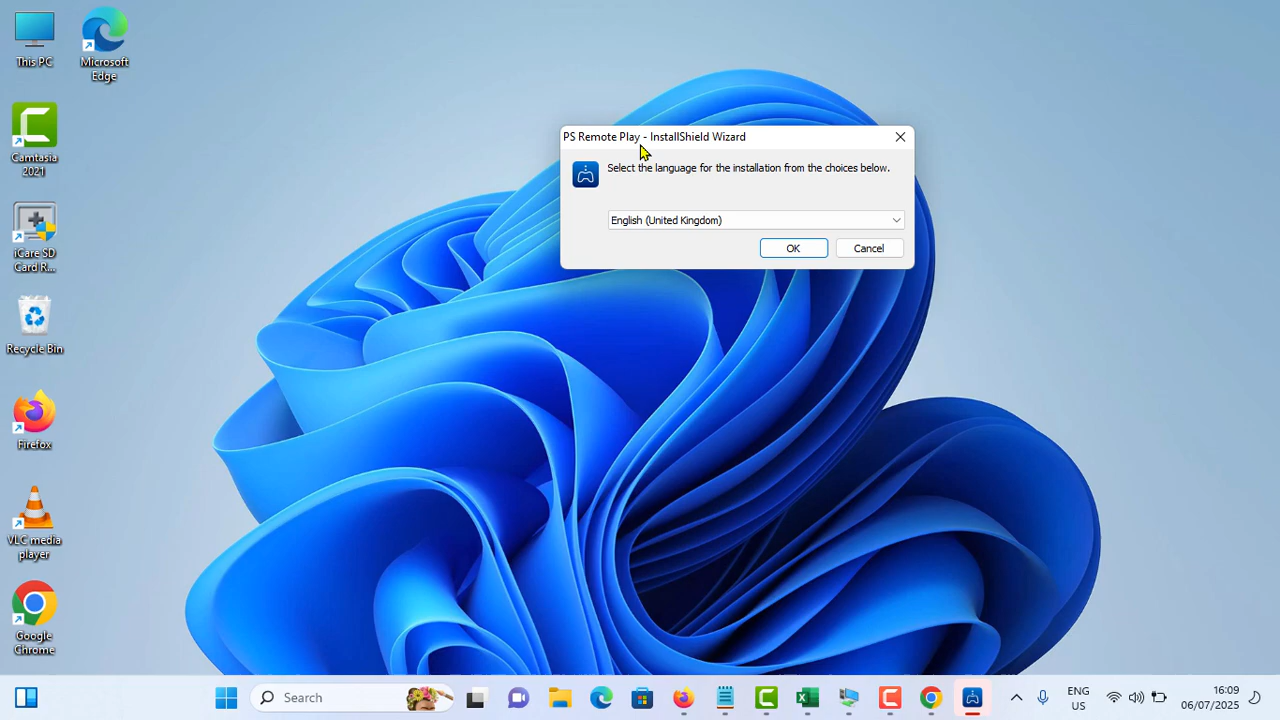 This PC
Microsoft
Edge
Camtasia
2021
iCare SD
Card R...
Recycle Bin
Firefox
VLC media
player
Google
Chrome
PS Remote Play - InstallShield Wizard
Select the language for the installation from the choices below.
English (United Kingdom)
OK
Cancel
Search
ENG
US
16:09
06/07/2025